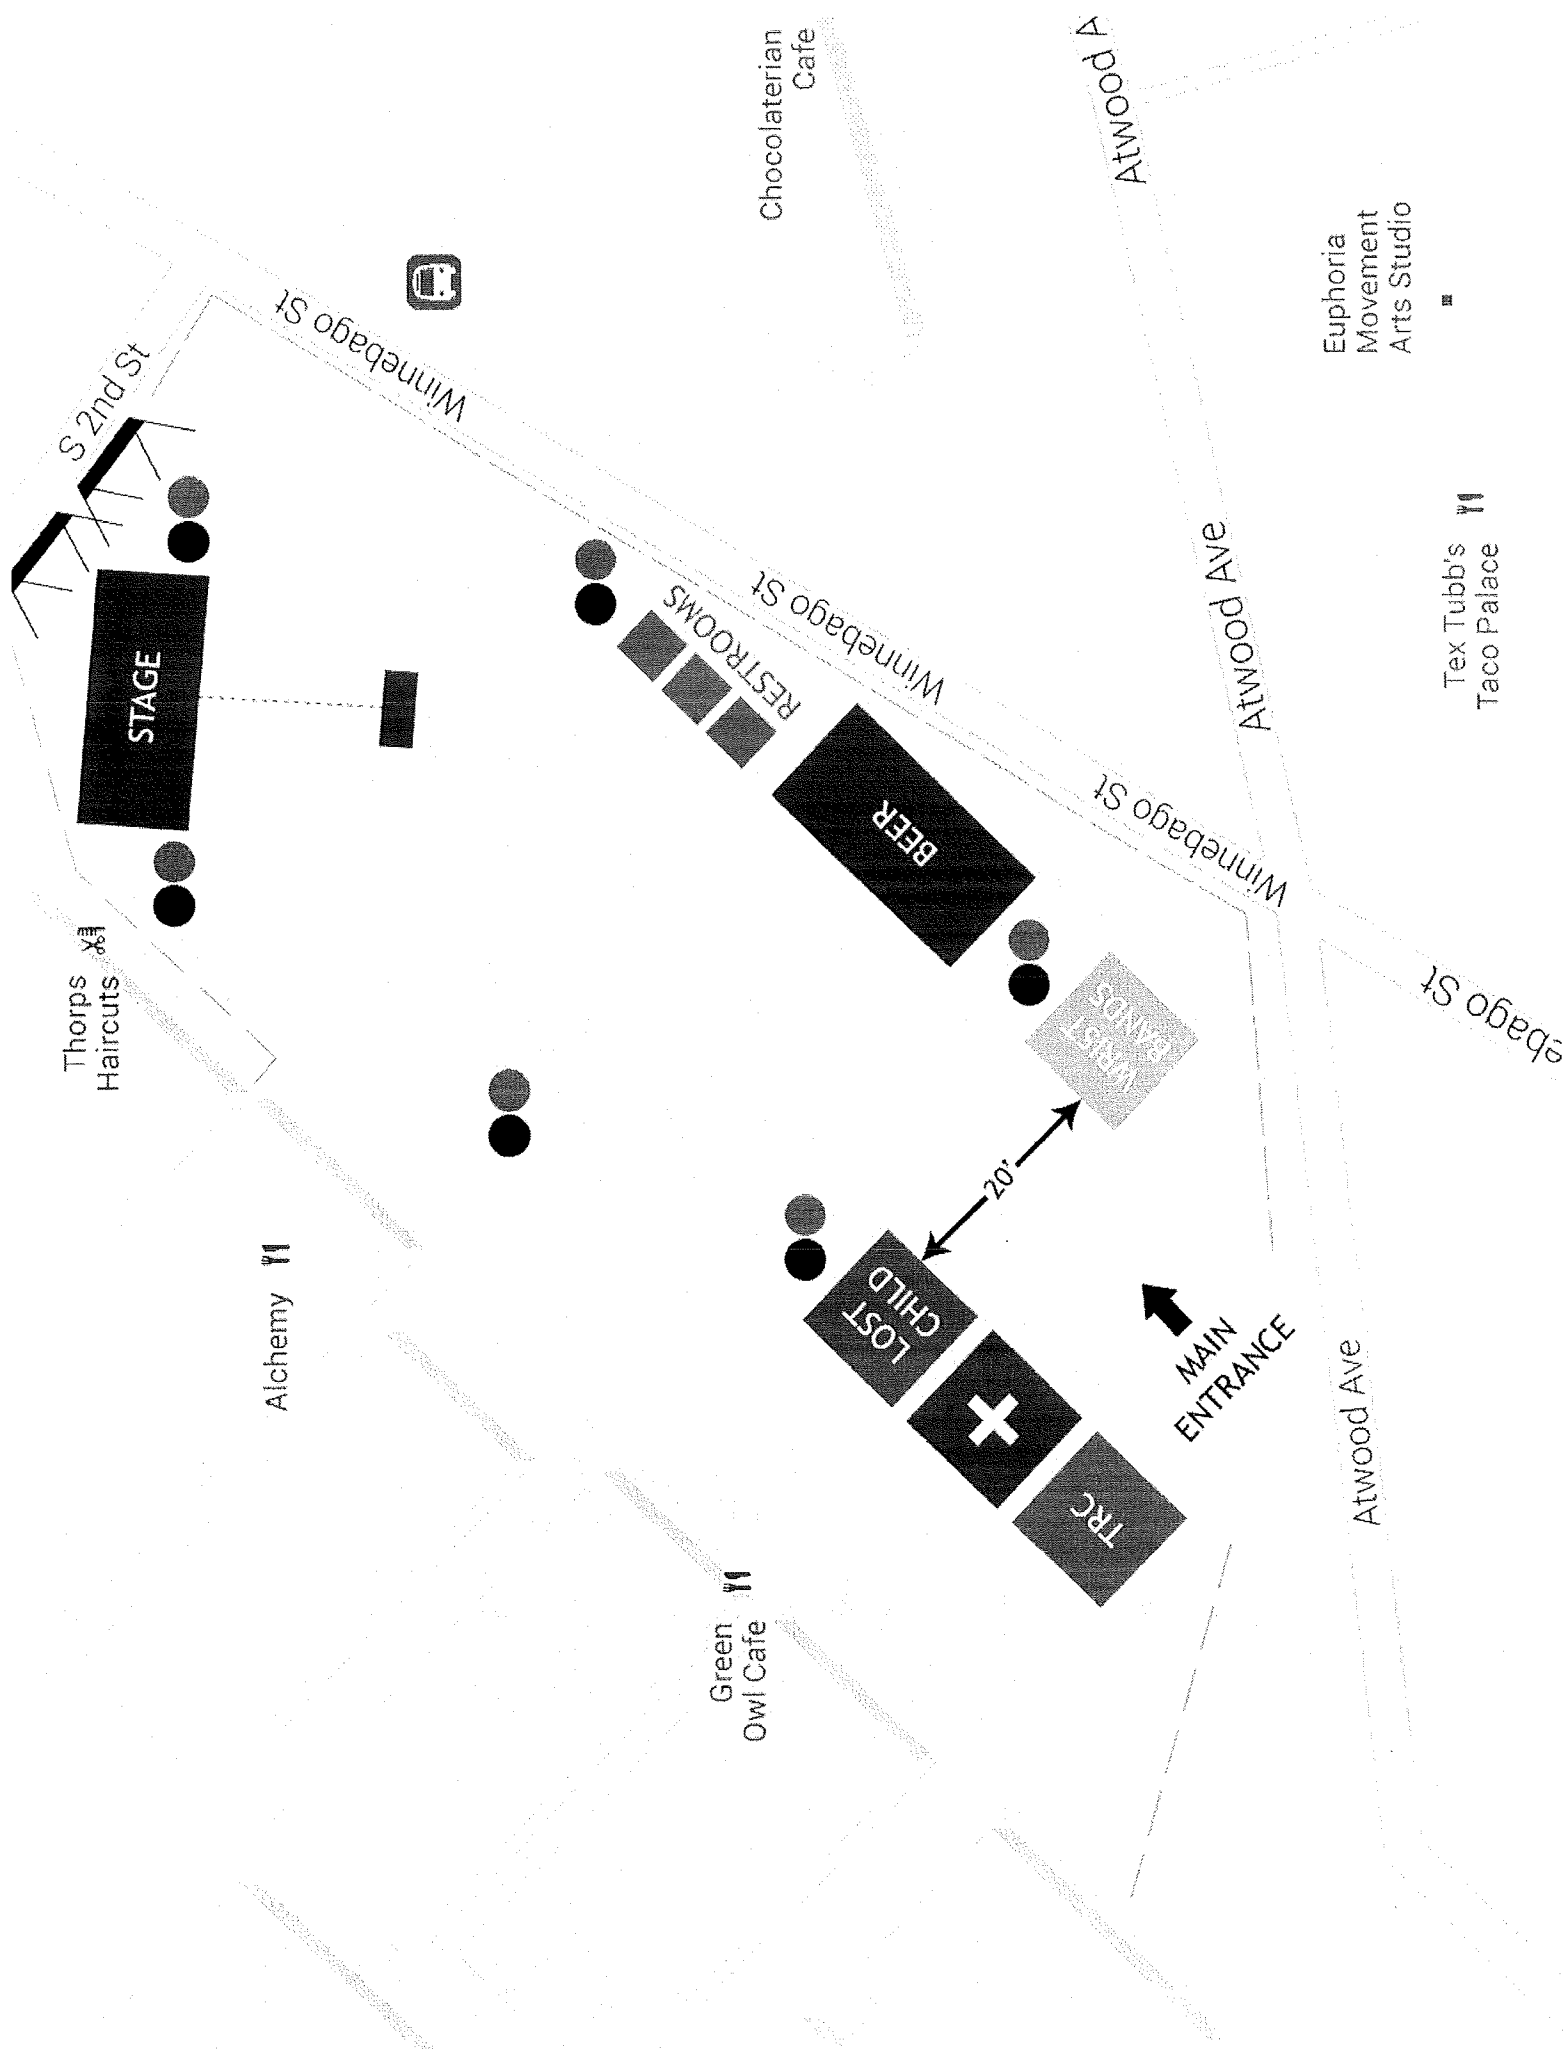 S 2nd St
Winnebago St
Chocolaterian
Cafe
Atwood A
Euphoria
Movement
Arts Studio
STAGE
RESTROOMS
Winnebago St
Atwood Ave
Tex Tubb's
Taco Palace
Thorps
Haircuts
BEER
Winnebago St
ebago St
WRIST
BANDS
20'
Alchemy
LOST
CHILD
TRC
MAIN
ENTRANCE
Atwood Ave
Green
Owl Cafe